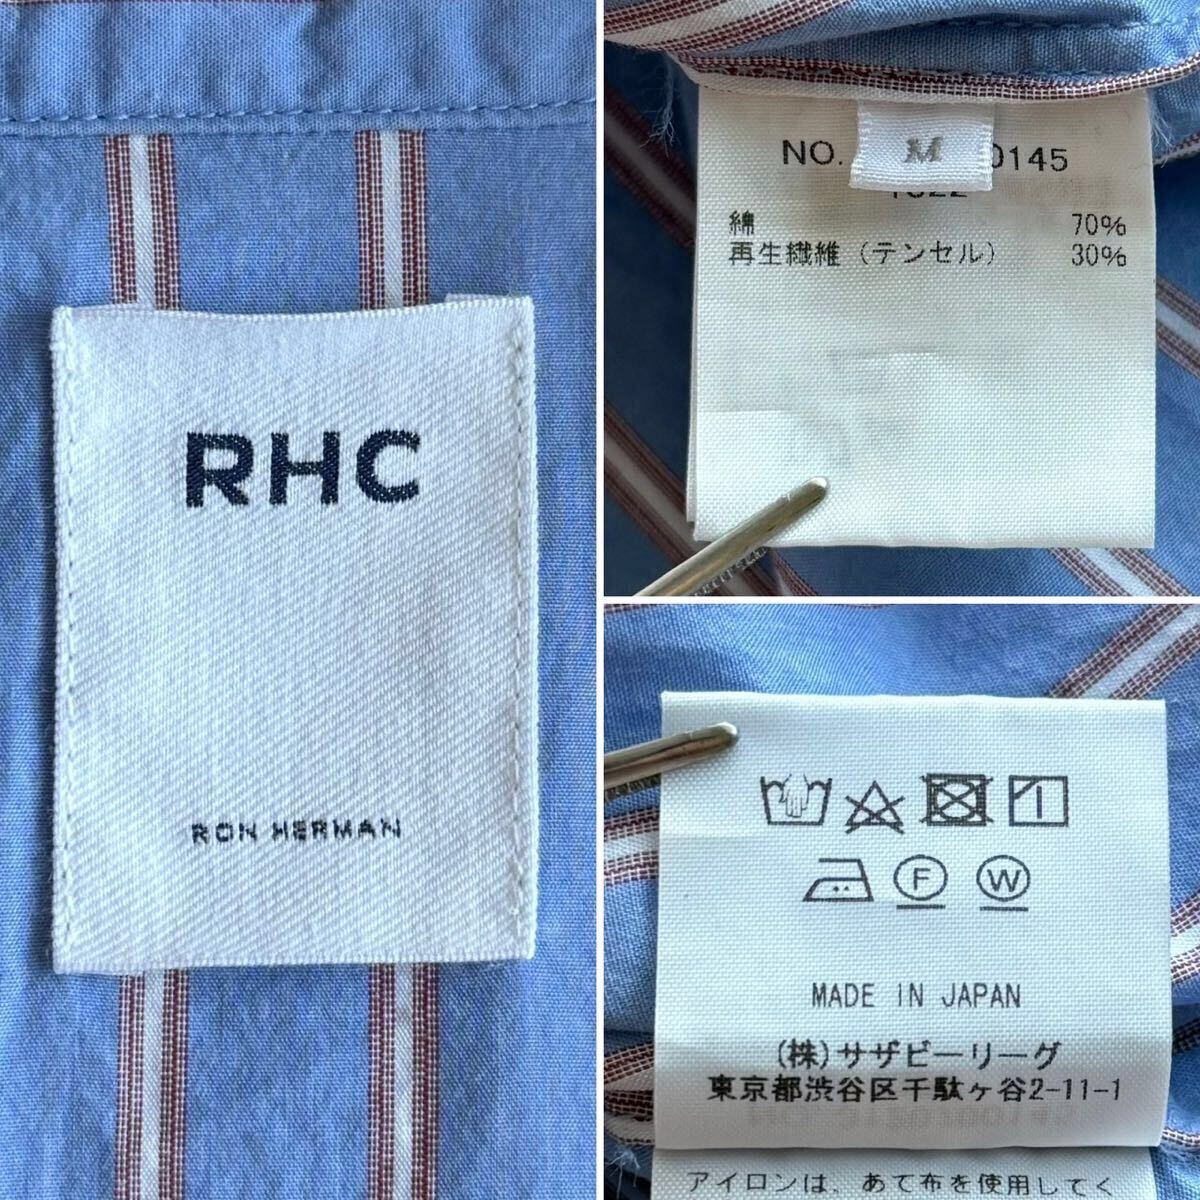 RHC
RON HERMAN
M
NO. 0145
綿 70%
再生繊維 (テンセル) 30%
F W
MADE IN JAPAN
(株)サザビーリーグ
東京都渋谷区千駄ヶ谷2-11-1
アイロンは、あて布を使用してく